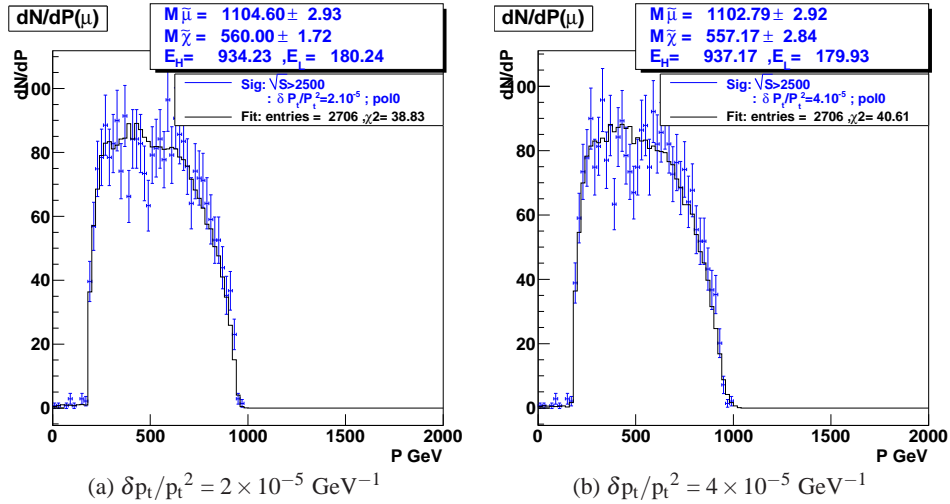 dN/dP(μ)
M μ̃ = 1104.60± 2.93
M χ̃ = 560.00± 1.72
E_H= 934.23 ,E_L= 180.24
Sig: √S>2500
: δ P_t/P_t^2=2.10^-5 ; pol0
Fit: entries = 2706 ,χ2= 38.83
dN/dP
100
80
60
40
20
0
0 500 1000 1500 2000
P GeV
(a) δp_t/p_t^2 = 2 × 10^−5 GeV^−1
dN/dP(μ)
M μ̃ = 1102.79± 2.92
M χ̃ = 557.17± 2.84
E_H= 937.17 ,E_L= 179.93
Sig: √S>2500
: δ P_t/P_t^2=4.10^-5 ; pol0
Fit: entries = 2706 ,χ2= 40.61
dN/dP
100
80
60
40
20
0
0 500 1000 1500 2000
P GeV
(b) δp_t/p_t^2 = 4 × 10^−5 GeV^−1